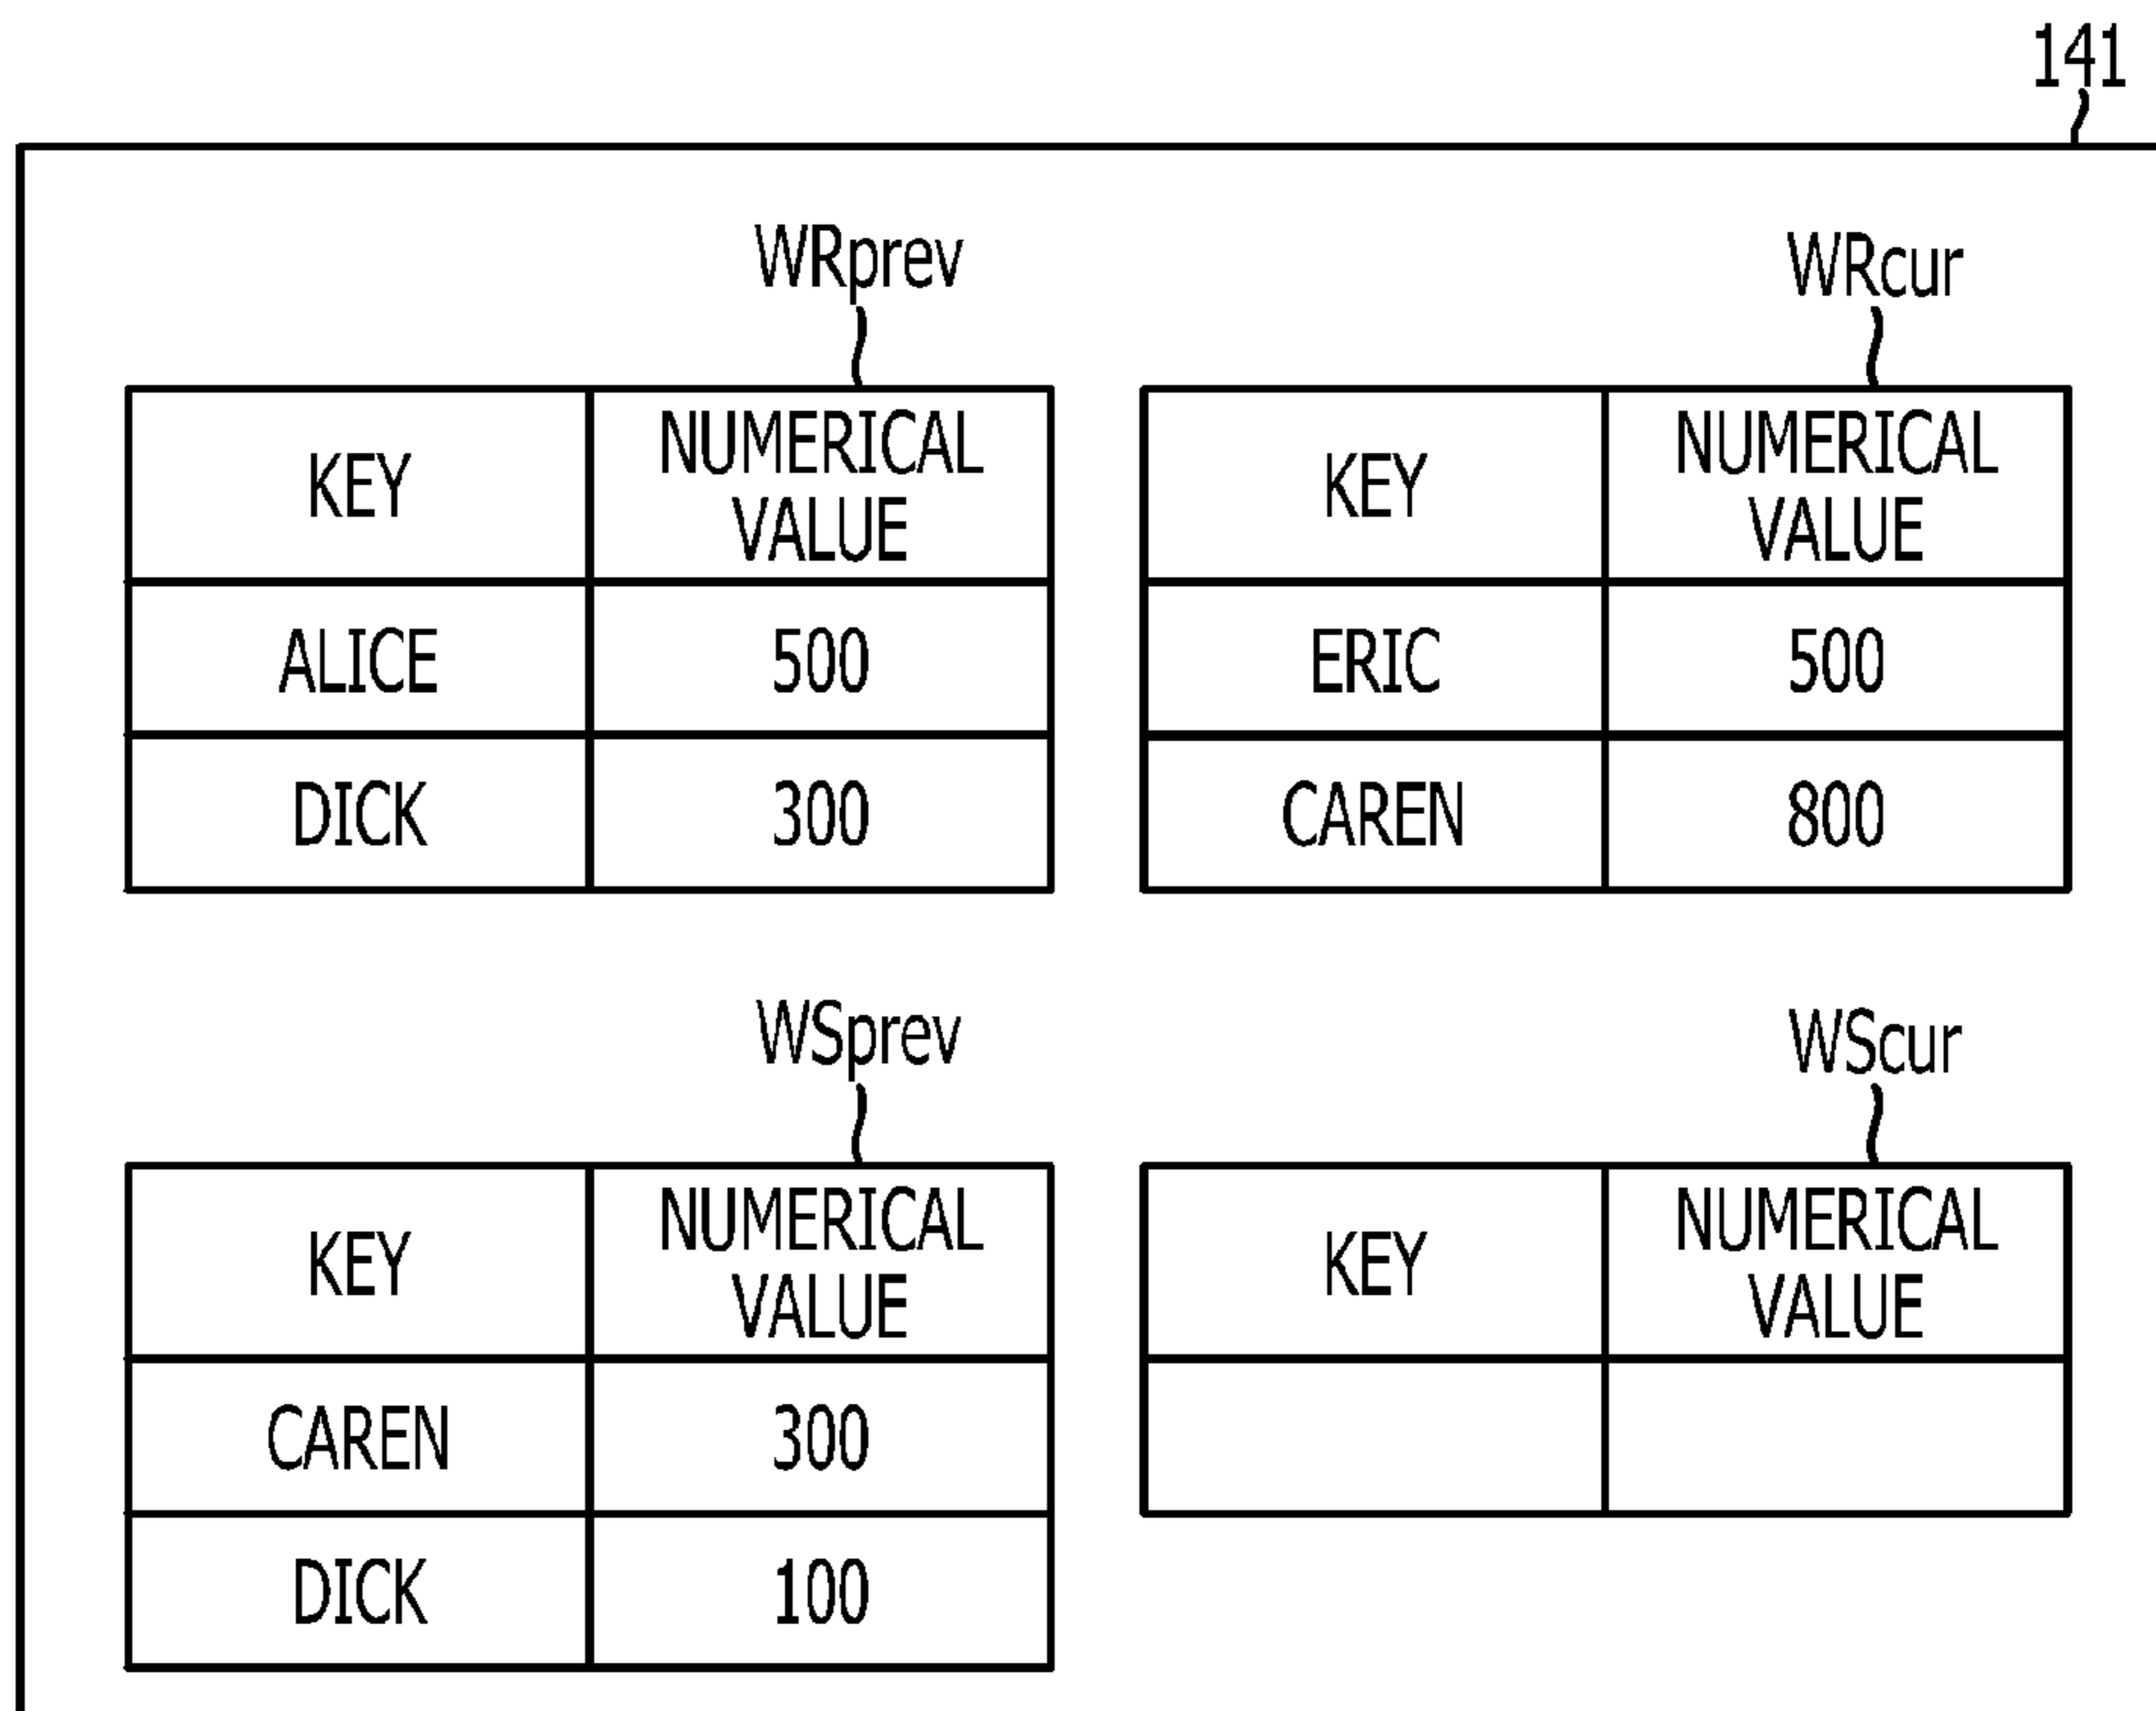 141
WRprev
WRcur
KEY
NUMERICAL
VALUE
ALICE
500
DICK
300
KEY
NUMERICAL
VALUE
ERIC
500
CAREN
800
WSprev
WScur
KEY
NUMERICAL
VALUE
CAREN
300
DICK
100
KEY
NUMERICAL
VALUE